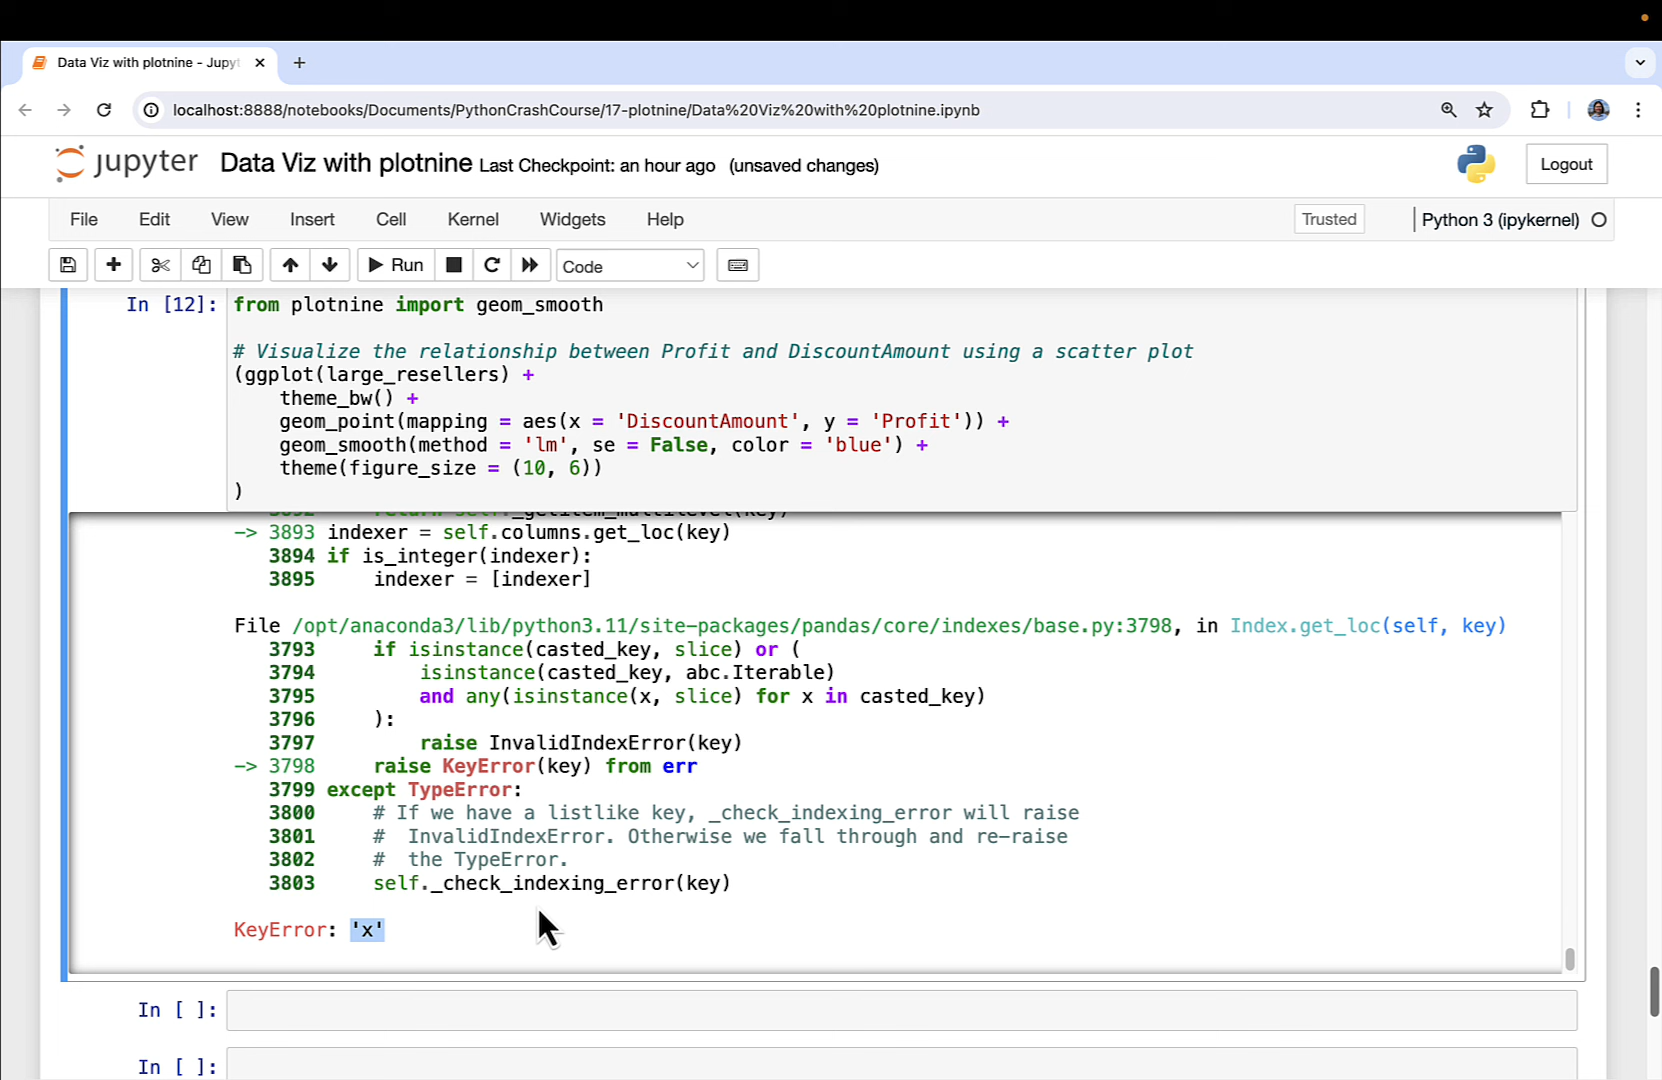 Data Viz with plotnine - Jupyt
localhost:8888/notebooks/Documents/PythonCrashCourse/17-plotnine/Data%20Viz%20with%20plotnine.ipynb
jupyter Data Viz with plotnine Last Checkpoint: an hour ago (unsaved changes) Logout
File Edit View Insert Cell Kernel Widgets Help Trusted Python 3 (ipykernel)
Run Code
In [12]: from plotnine import geom_smooth
# Visualize the relationship between Profit and DiscountAmount using a scatter plot
(ggplot(large_resellers) +
    theme_bw() +
    geom_point(mapping = aes(x = 'DiscountAmount', y = 'Profit')) +
    geom_smooth(method = 'lm', se = False, color = 'blue') +
    theme(figure_size = (10, 6))
)
3892     return self._getitem_multilevel(key)
-> 3893 indexer = self.columns.get_loc(key)
3894 if is_integer(indexer):
3895     indexer = [indexer]
File /opt/anaconda3/lib/python3.11/site-packages/pandas/core/indexes/base.py:3798, in Index.get_loc(self, key)
3793     if isinstance(casted_key, slice) or (
3794         isinstance(casted_key, abc.Iterable)
3795         and any(isinstance(x, slice) for x in casted_key)
3796     ):
3797         raise InvalidIndexError(key)
-> 3798     raise KeyError(key) from err
3799 except TypeError:
3800     # If we have a listlike key, _check_indexing_error will raise
3801     #  InvalidIndexError. Otherwise we fall through and re-raise
3802     #  the TypeError.
3803     self._check_indexing_error(key)
KeyError: 'x'
In [ ]:
In [ ]: